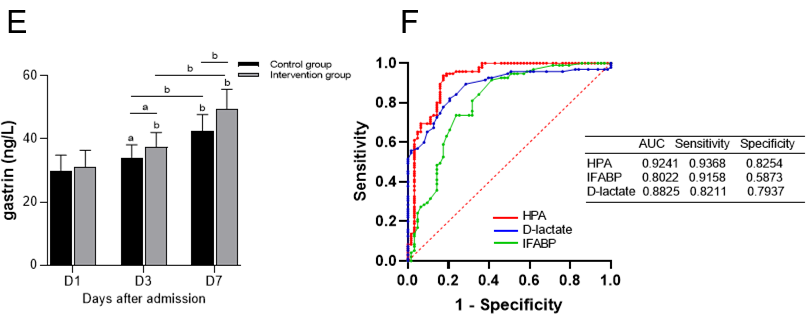 E
gastrin (ng/L)
60
40
20
0
b
b
b
a
a
b
b
b
Control group
Intervention group
D1 D3 D7
Days after admission
F
Sensitivity
1.0
0.8
0.6
0.4
0.2
0.0
HPA
D-lactate
IFABP
0.0 0.2 0.4 0.6 0.8 1.0
1 - Specificity
AUC Sensitivity Specificity
HPA 0.9241 0.9368 0.8254
IFABP 0.8022 0.9158 0.5873
D-lactate 0.8825 0.8211 0.7937